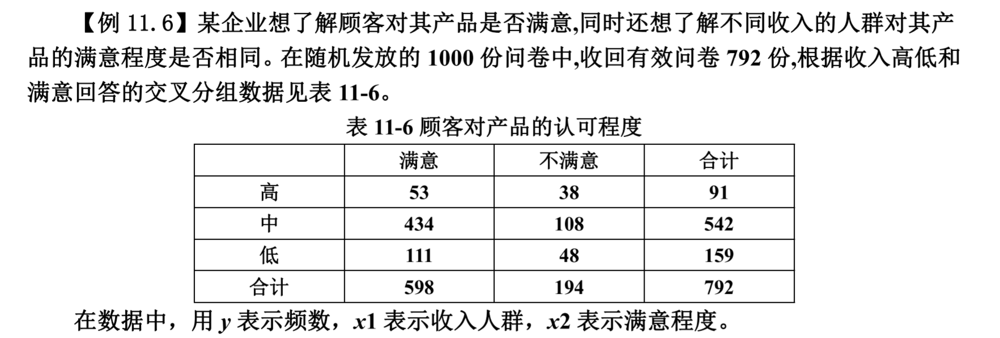 【例 11.6】某企业想了解顾客对其产品是否满意,同时还想了解不同收入的人群对其产
品的满意程度是否相同。在随机发放的 1000 份问卷中,收回有效问卷 792 份,根据收入高低和
满意回答的交叉分组数据见表 11-6。
表 11-6 顾客对产品的认可程度
满意 不满意 合计
高 53 38 91
中 434 108 542
低 111 48 159
合计 598 194 792
在数据中，用 y 表示频数，x1 表示收入人群，x2 表示满意程度。